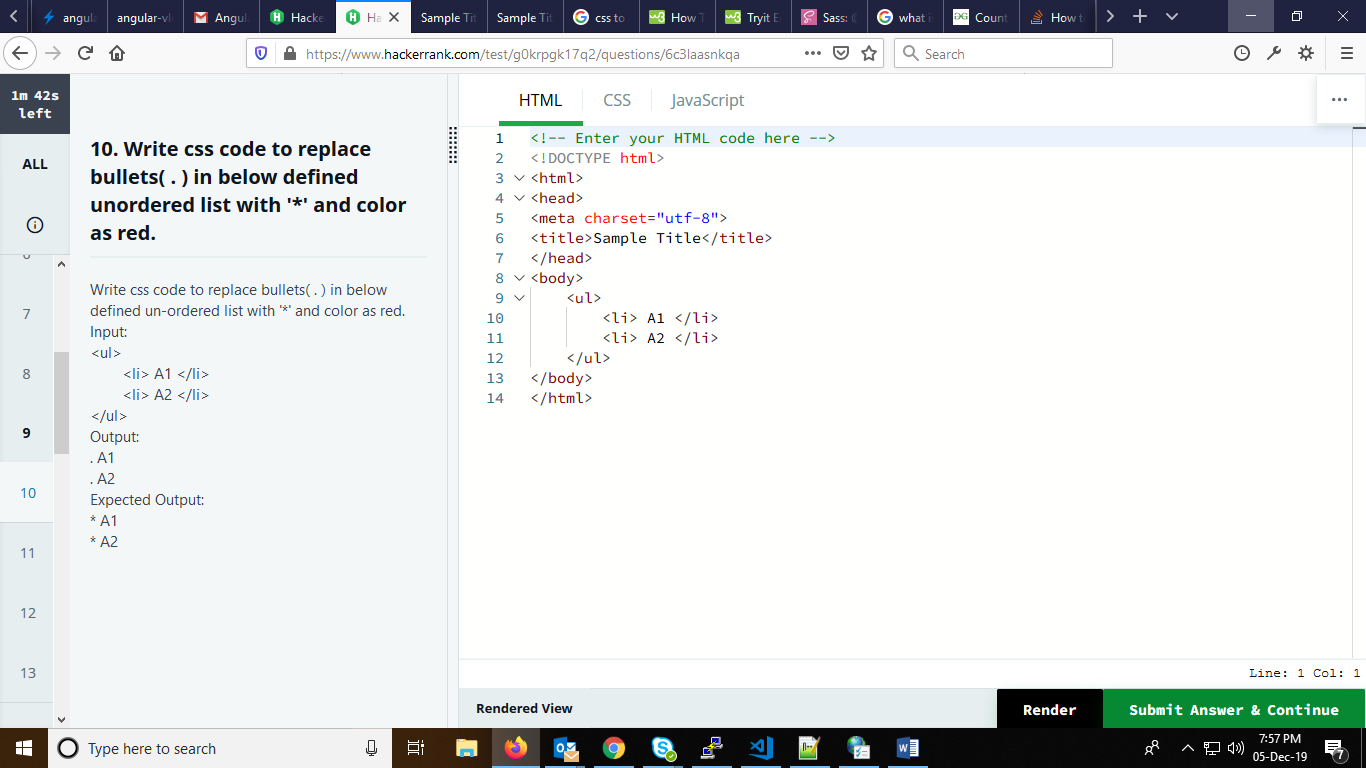 angula
angular-vl
Angul
Hacke
Ha
Sample Tit
Sample Tit
css to
How T
Tryit E
Sass: (
what i
Count
How t
https://www.hackerrank.com/test/g0krpgk17q2/questions/6c3laasnkqa
Search
1m 42s
left
ALL
7
8
9
10
11
12
13
10. Write css code to replace
bullets( . ) in below defined
unordered list with '*' and color
as red.
Write css code to replace bullets( . ) in below
defined un-ordered list with '*' and color as red.
Input:
<ul>
<li> A1 </li>
<li> A2 </li>
</ul>
Output:
. A1
. A2
Expected Output:
* A1
* A2
HTML CSS JavaScript
1 <!-- Enter your HTML code here -->
2 <!DOCTYPE html>
3 <html>
4 <head>
5 <meta charset="utf-8">
6 <title>Sample Title</title>
7 </head>
8 <body>
9 <ul>
10 <li> A1 </li>
11 <li> A2 </li>
12 </ul>
13 </body>
14 </html>
Line: 1 Col: 1
Rendered View
Render
Submit Answer & Continue
Type here to search
7:57 PM
05-Dec-19
7